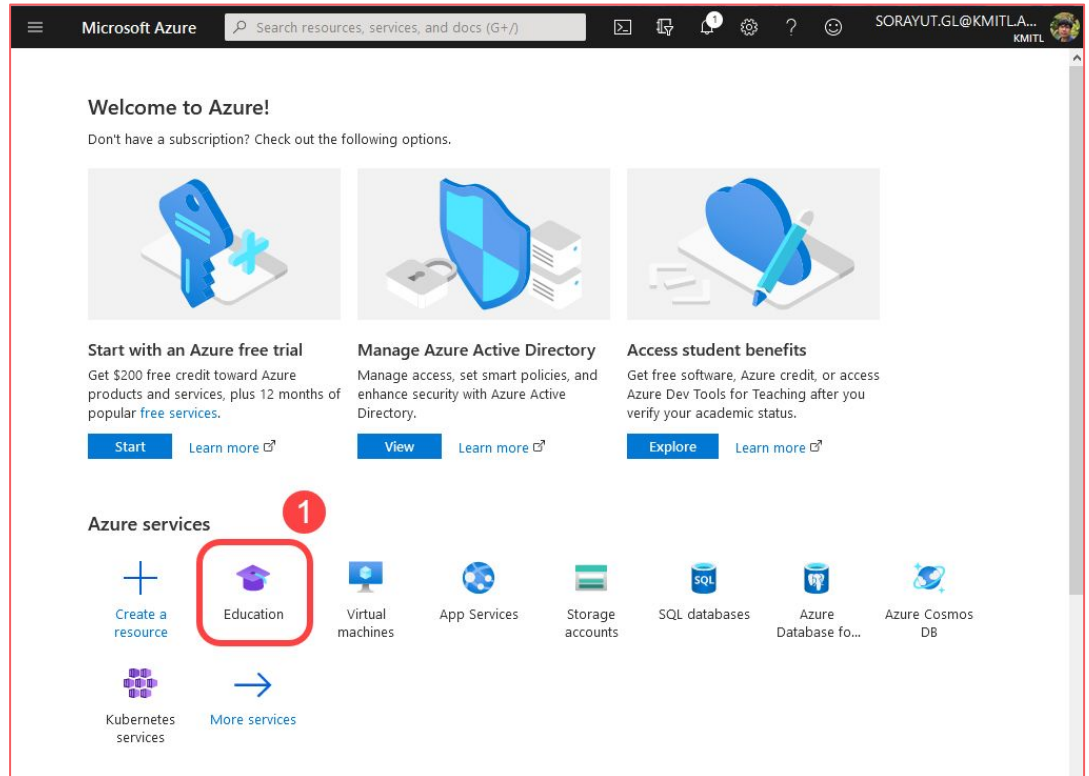 Microsoft Azure
Search resources, services, and docs (G+/)
1
SORAYUT.GL@KMITL.A...
KMITL
Welcome to Azure!
Don't have a subscription? Check out the following options.
Start with an Azure free trial
Get $200 free credit toward Azure
products and services, plus 12 months of
popular free services.
Start
Learn more
Manage Azure Active Directory
Manage access, set smart policies, and
enhance security with Azure Active
Directory.
View
Learn more
Access student benefits
Get free software, Azure credit, or access
Azure Dev Tools for Teaching after you
verify your academic status.
Explore
Learn more
1
Azure services
Create a
resource
Education
Virtual
machines
App Services
Storage
accounts
SQL
SQL databases
Azure
Database fo...
Azure Cosmos
DB
Kubernetes
services
More services